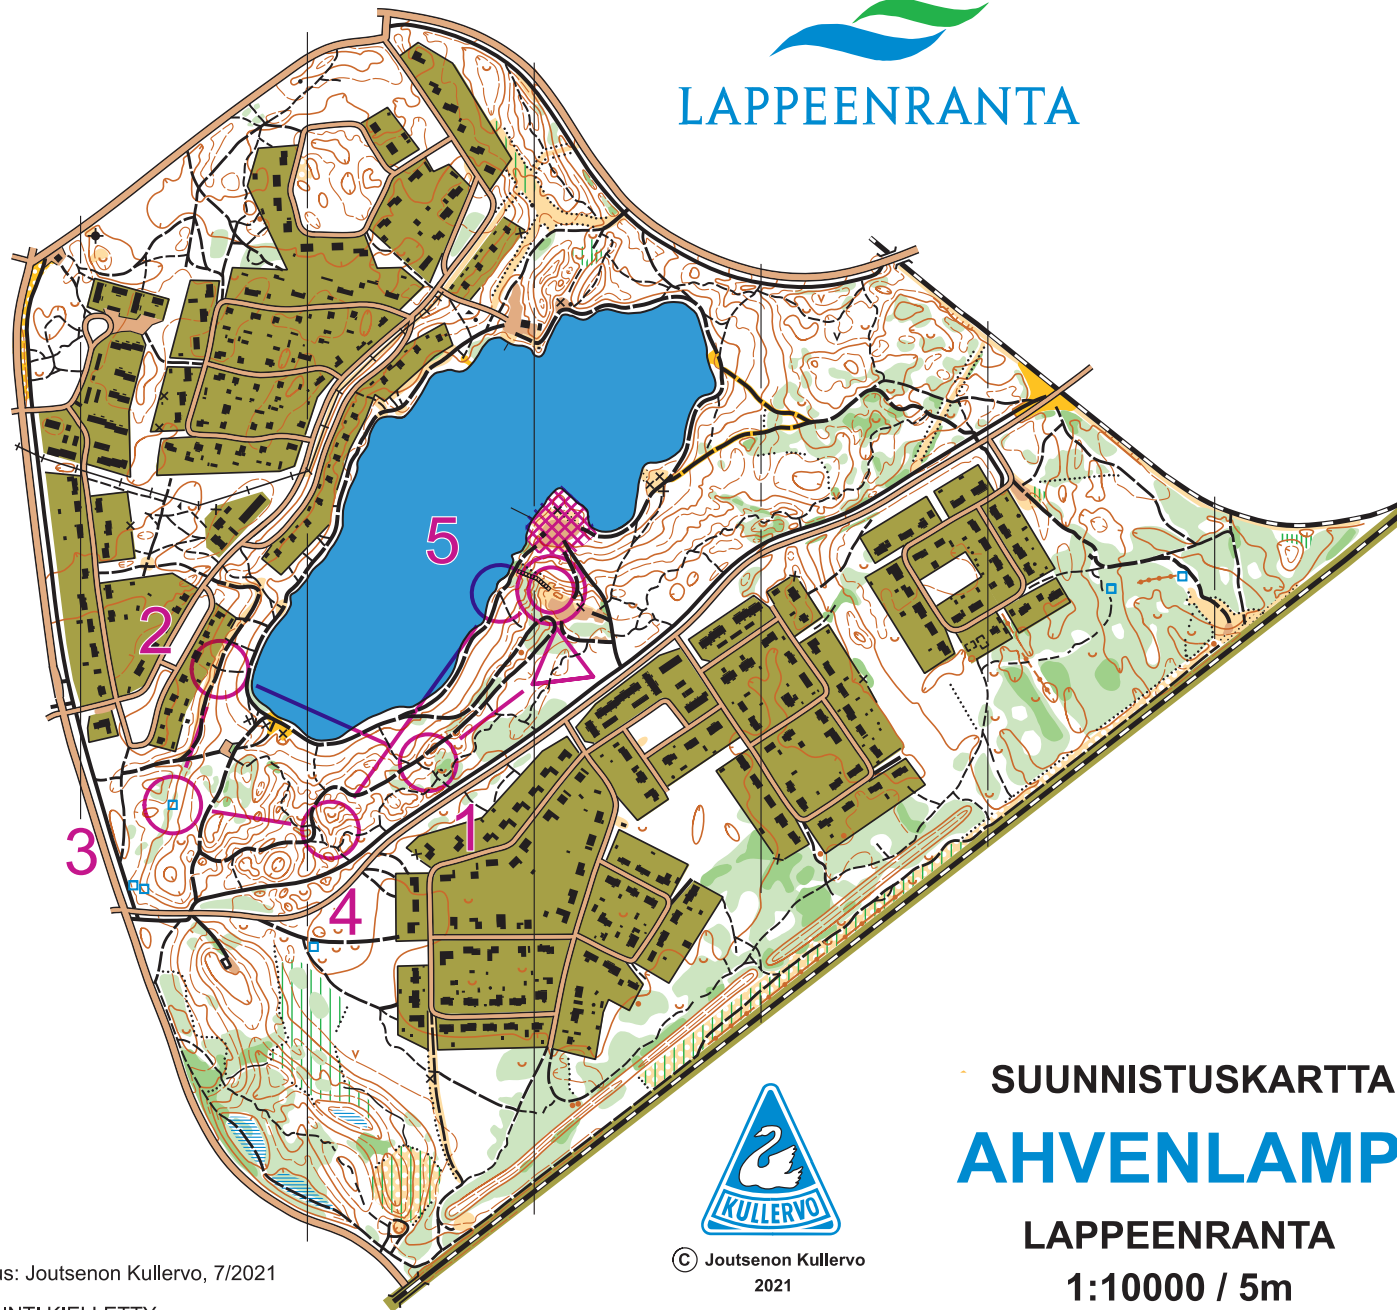 LAPPEENRANTA
5
2
1
3
4
SUUNNISTUSKARTTA
AHVENLAMP
KULLERVO
LAPPEENRANTA
© Joutsenon Kullervo
2021
1:10000 / 5m
us: Joutsenon Kullervo, 7/2021